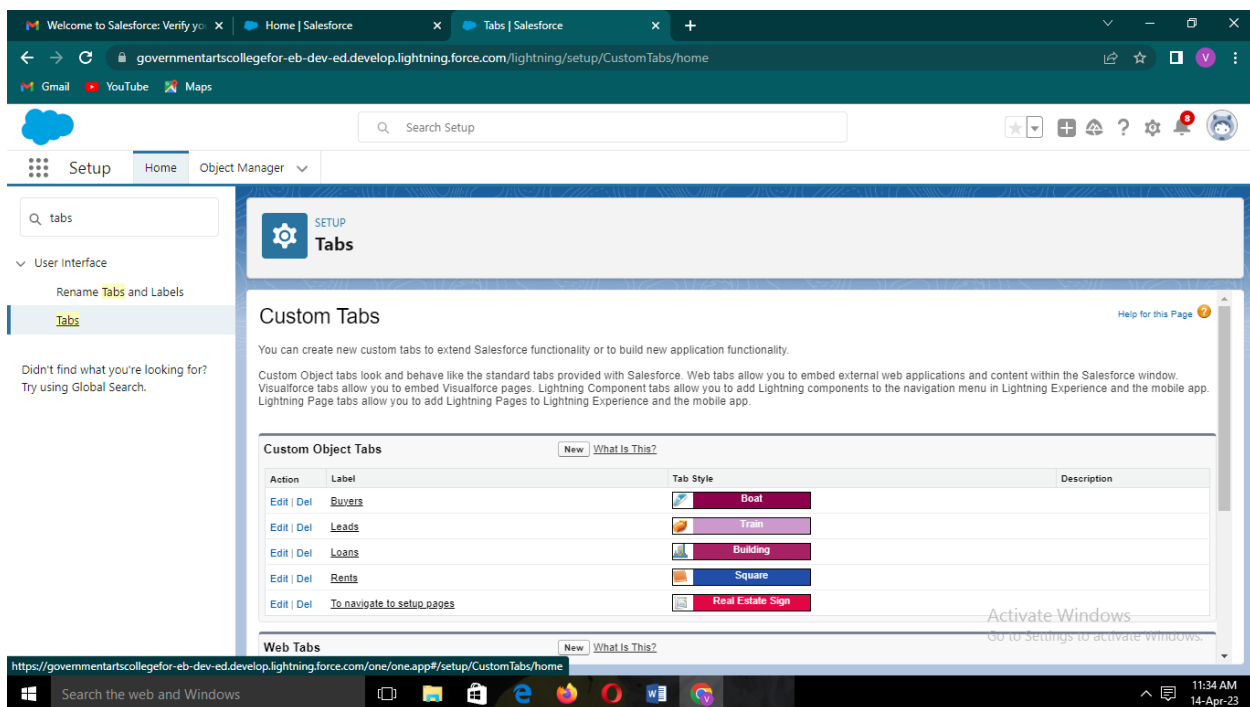 Welcome to Salesforce: Verify yo
Home | Salesforce
Tabs | Salesforce
governmentartscollegefor-eb-dev-ed.develop.lightning.force.com/lightning/setup/CustomTabs/home
V
Gmail
YouTube
Maps
Search Setup
8
Setup
Home
Object Manager
tabs
User Interface
Rename Tabs and Labels
Tabs
Didn't find what you're looking for?
Try using Global Search.
SETUP
Tabs
Custom Tabs
Help for this Page
You can create new custom tabs to extend Salesforce functionality or to build new application functionality.
Custom Object tabs look and behave like the standard tabs provided with Salesforce. Web tabs allow you to embed external web applications and content within the Salesforce window.
Visualforce tabs allow you to embed Visualforce pages. Lightning Component tabs allow you to add Lightning components to the navigation menu in Lightning Experience and the mobile app.
Lightning Page tabs allow you to add Lightning Pages to Lightning Experience and the mobile app.
Custom Object Tabs New What Is This?
Action Label Tab Style Description
Edit | Del Buyers Boat
Edit | Del Leads Train
Edit | Del Loans Building
Edit | Del Rents Square
Edit | Del To navigate to setup pages Real Estate Sign
Activate Windows
Go to Settings to activate Windows.
Web Tabs New What Is This?
https://governmentartscollegefor-eb-dev-ed.develop.lightning.force.com/one/one.app#/setup/CustomTabs/home
Search the web and Windows
11:34 AM
14-Apr-23